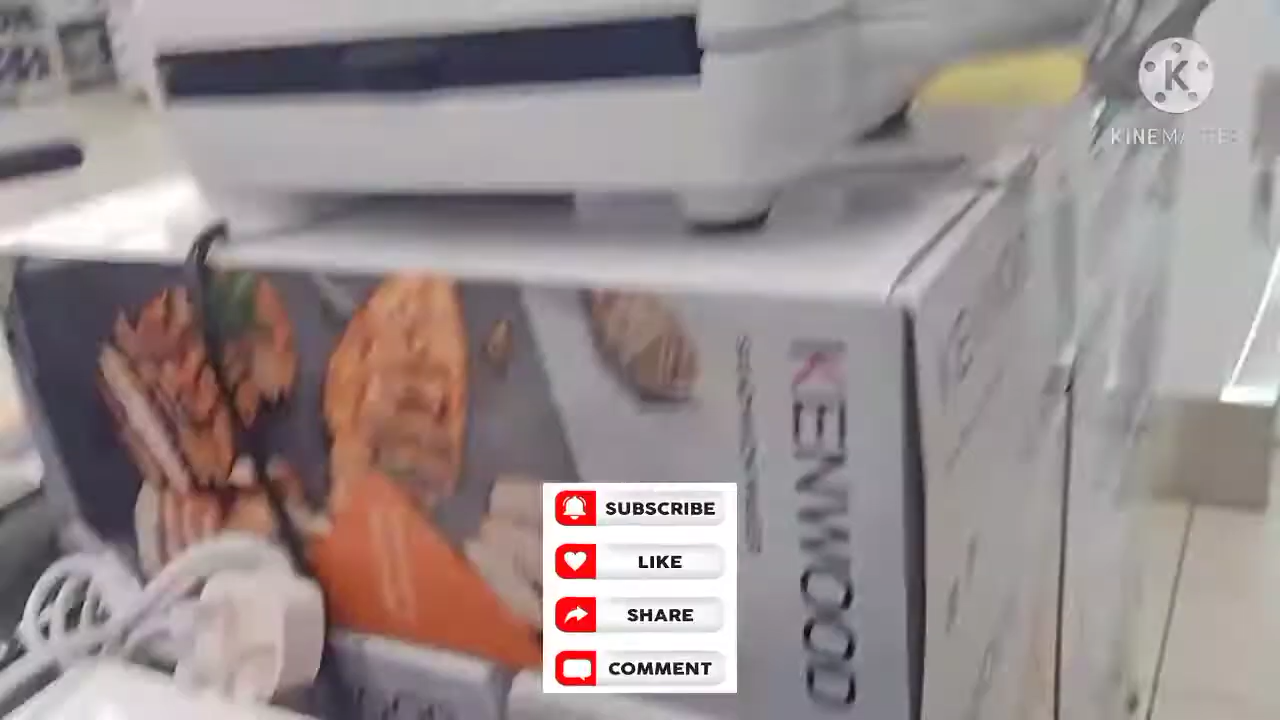 KINEMASTER
KENWOOD
SUBSCRIBE
LIKE
SHARE
COMMENT